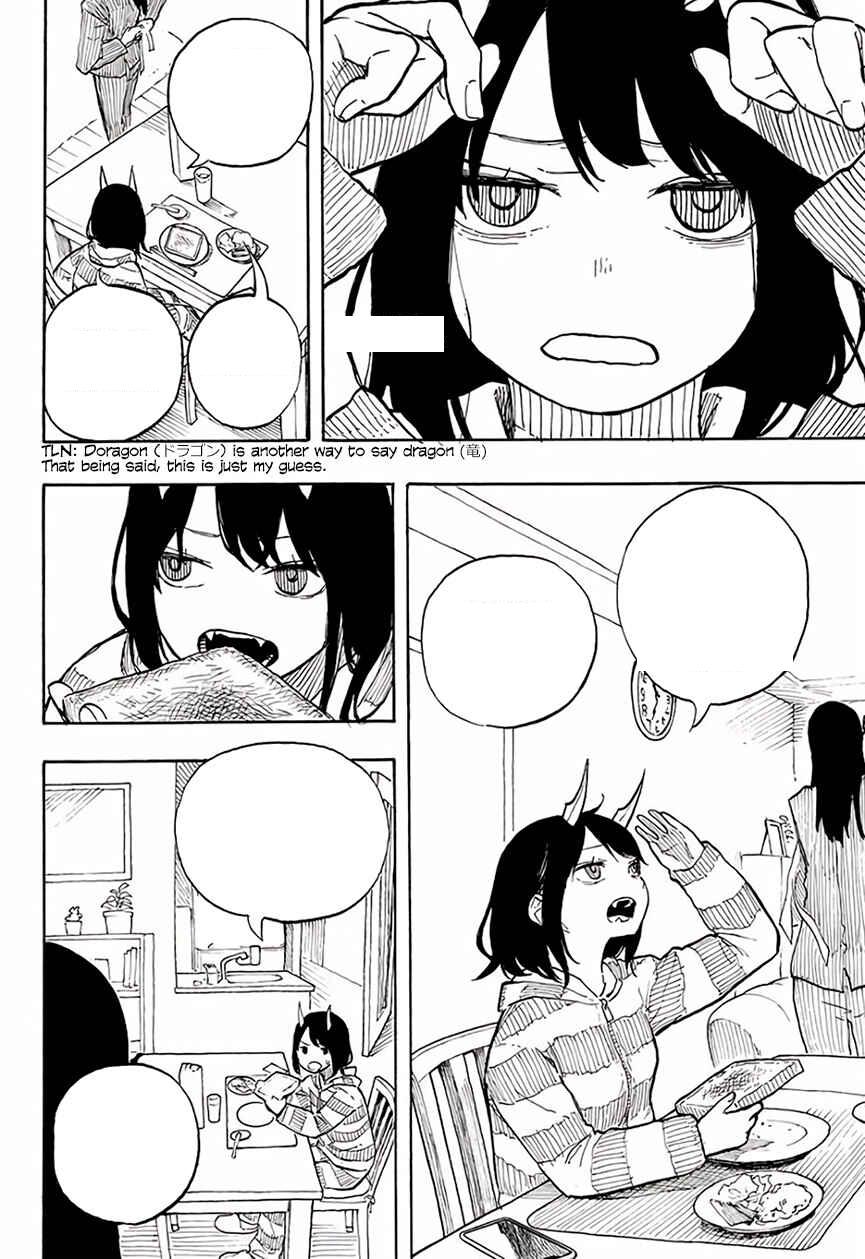 TLN: Doragon (ドラゴン) is another way to say dragon (竜)
That being said, this is just my guess.